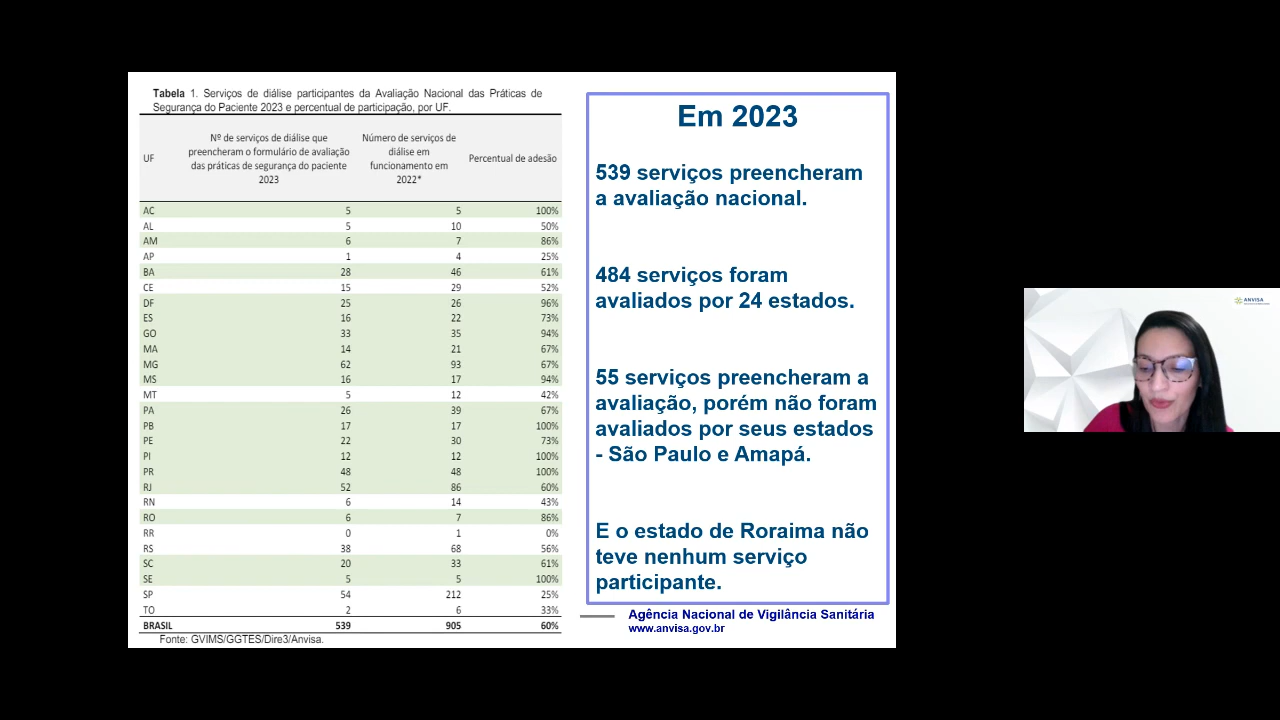 Tabela 1. Serviços de diálise participantes da Avaliação Nacional das Práticas de
Segurança do Paciente 2023 e percentual de participação, por UF.
UF
Nº de serviços de diálise que
preencheram o formulário de avaliação
das práticas de segurança do paciente
2023
Número de serviços de
diálise em
funcionamento em
2022*
Percentual de adesão
AC 5 5 100%
AL 5 10 50%
AM 6 7 86%
AP 1 4 25%
BA 28 46 61%
CE 15 29 52%
DF 25 26 96%
ES 16 22 73%
GO 33 35 94%
MA 14 21 67%
MG 62 93 67%
MS 16 17 94%
MT 5 12 42%
PA 26 39 67%
PB 17 17 100%
PE 22 30 73%
PI 12 12 100%
PR 48 48 100%
RJ 52 86 60%
RN 6 14 43%
RO 6 7 86%
RR 0 1 0%
RS 38 68 56%
SC 20 33 61%
SE 5 5 100%
SP 54 212 25%
TO 2 6 33%
BRASIL 539 905 60%
Fonte: GVIMS/GGTES/Dire3/Anvisa.
Em 2023
539 serviços preencheram
a avaliação nacional.
484 serviços foram
avaliados por 24 estados.
55 serviços preencheram a
avaliação, porém não foram
avaliados por seus estados
- São Paulo e Amapá.
E o estado de Roraima não
teve nenhum serviço
participante.
Agência Nacional de Vigilância Sanitária
www.anvisa.gov.br
ANVISA